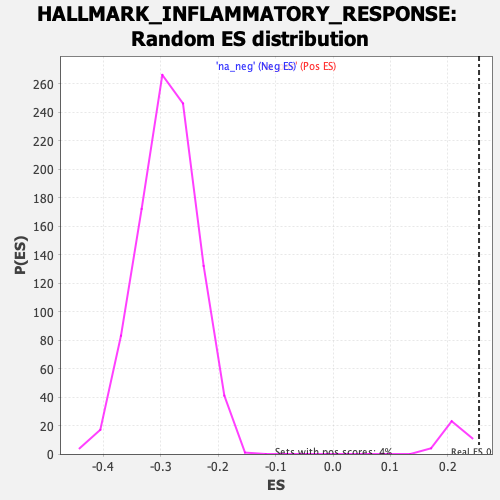 HALLMARK_INFLAMMATORY_RESPONSE:
Random ES distribution
'na_neg' (Neg ES)' (Pos ES)
260
240
220
200
180
160
140
120
100
80
60
40
20
0
P(ES)
Sets with pos scores: 4%
Real ES 0
-0.4 -0.3 -0.2 -0.1 0.0 0.1 0.2
ES